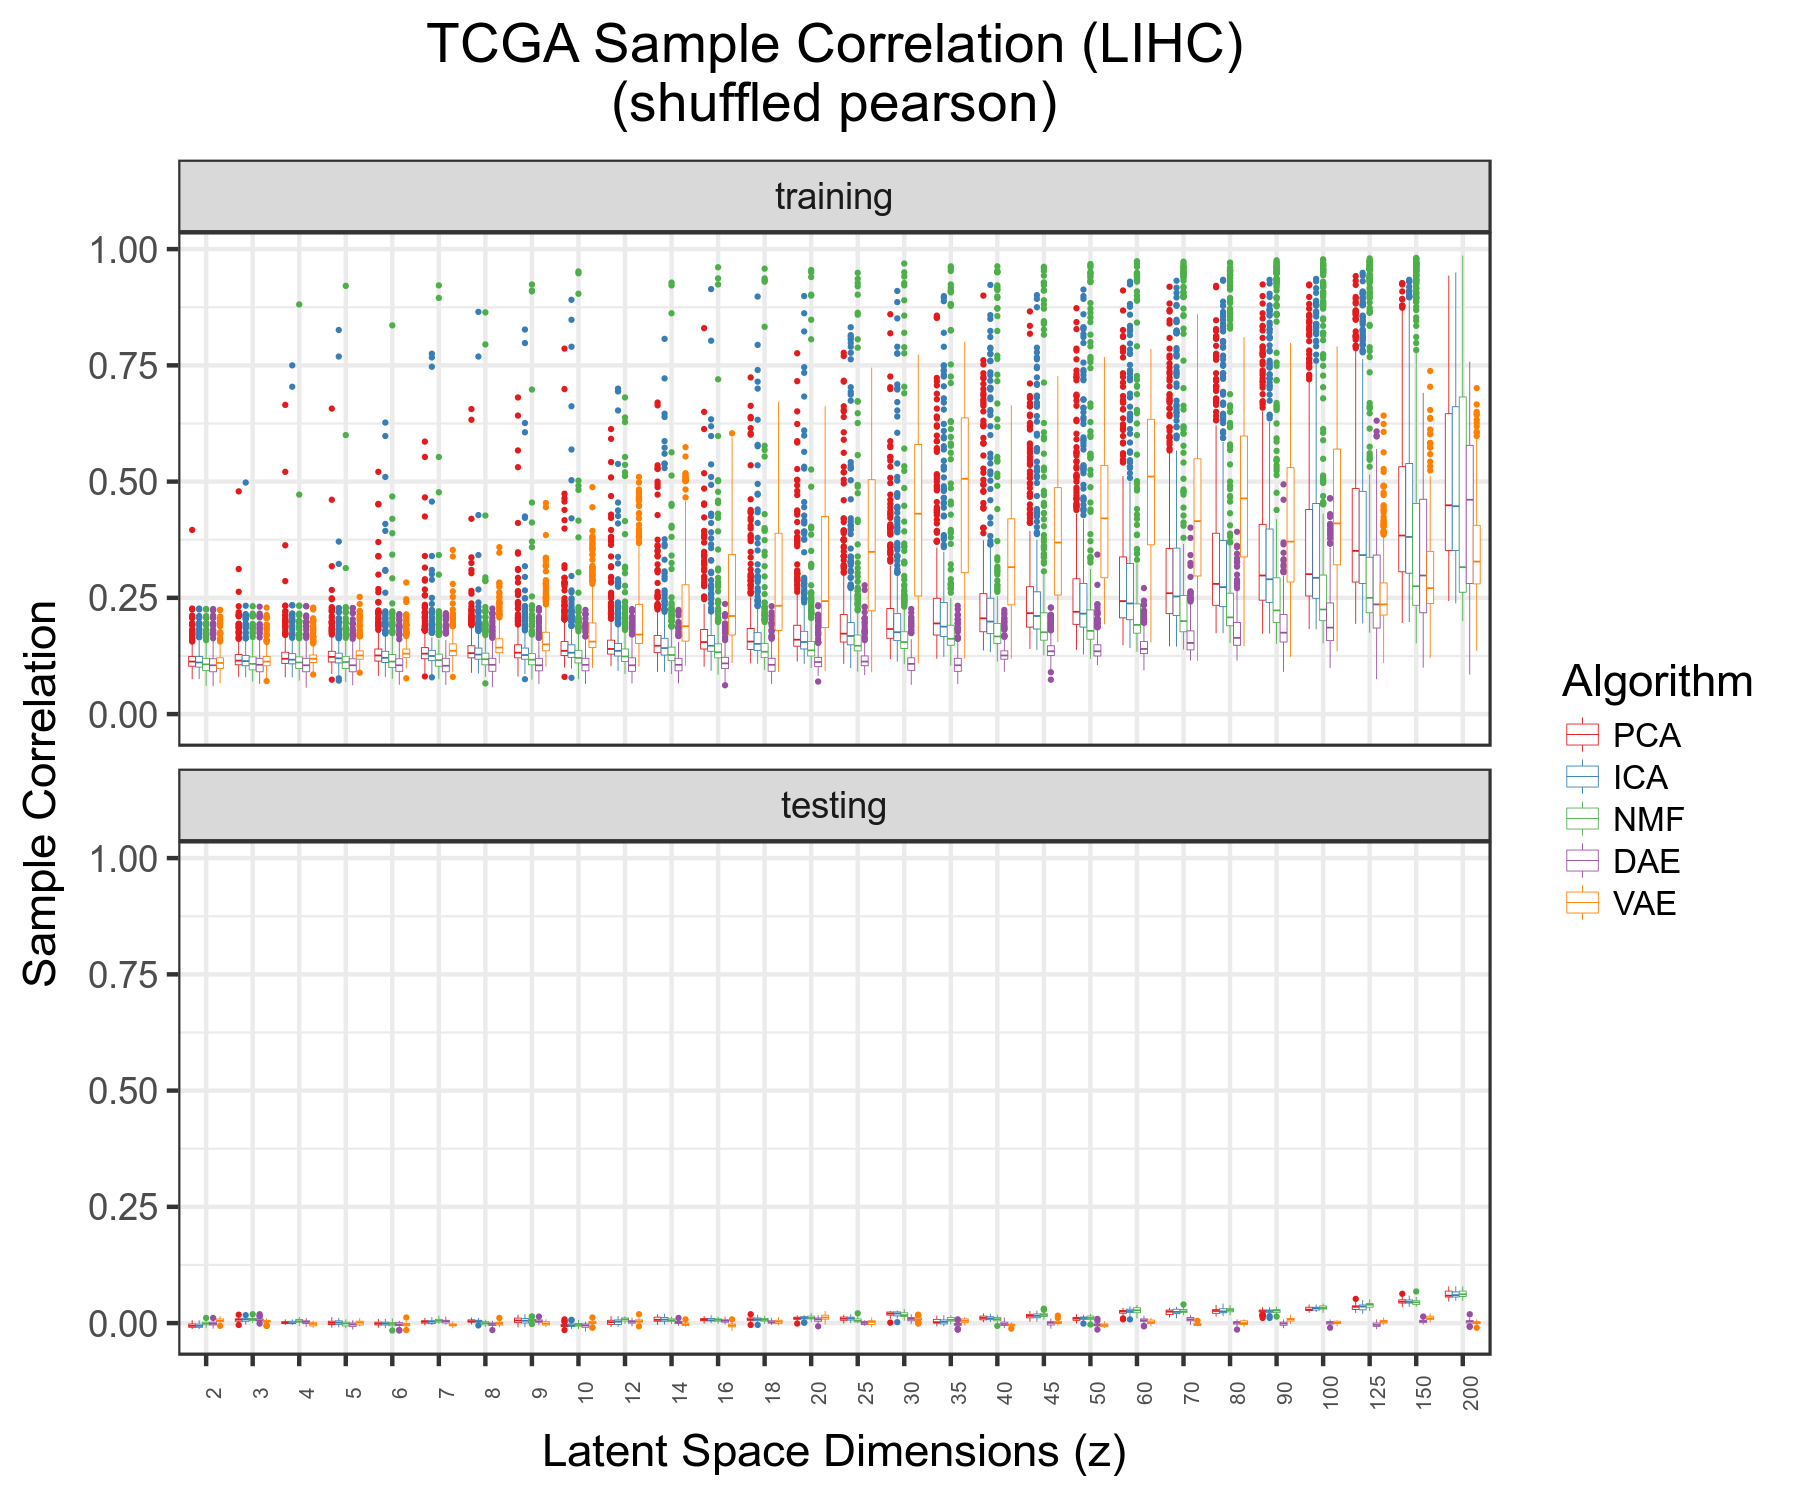 TCGA Sample Correlation (LIHC)
(shuffled pearson)
training
1.00
0.75
0.50
0.25
0.00
testing
1.00
0.75
0.50
0.25
0.00
Sample Correlation
2 3 4 5 6 7 8 9 10 12 14 16 18 20 25 30 35 40 45 50 60 70 80 90 100 125 150 200
Latent Space Dimensions (z)
Algorithm
PCA
ICA
NMF
DAE
VAE